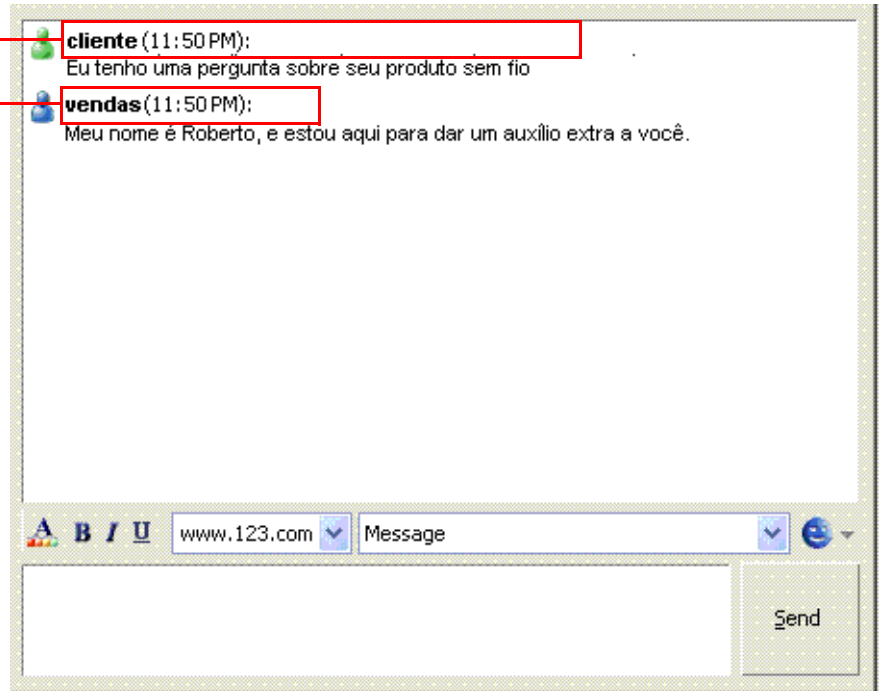 cliente (11:50 PM):
Eu tenho uma pergunta sobre seu produto sem fio
vendas (11:50 PM):
Meu nome é Roberto, e estou aqui para dar um auxílio extra a você.
A B I U www.123.com Message
Send